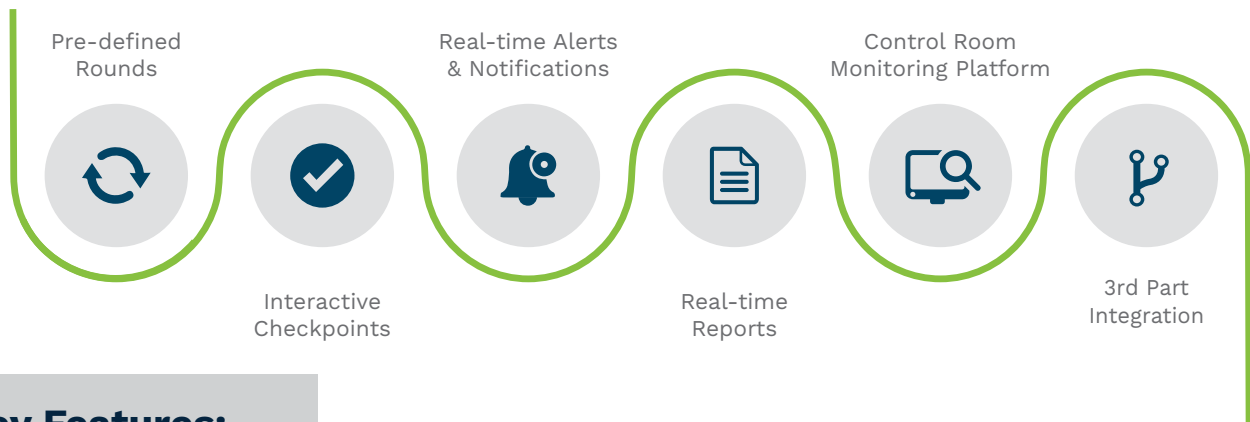 Pre-defined
Rounds
Interactive
Checkpoints
Real-time Alerts
& Notifications
Real-time
Reports
Control Room
Monitoring Platform
3rd Part
Integration
Features: